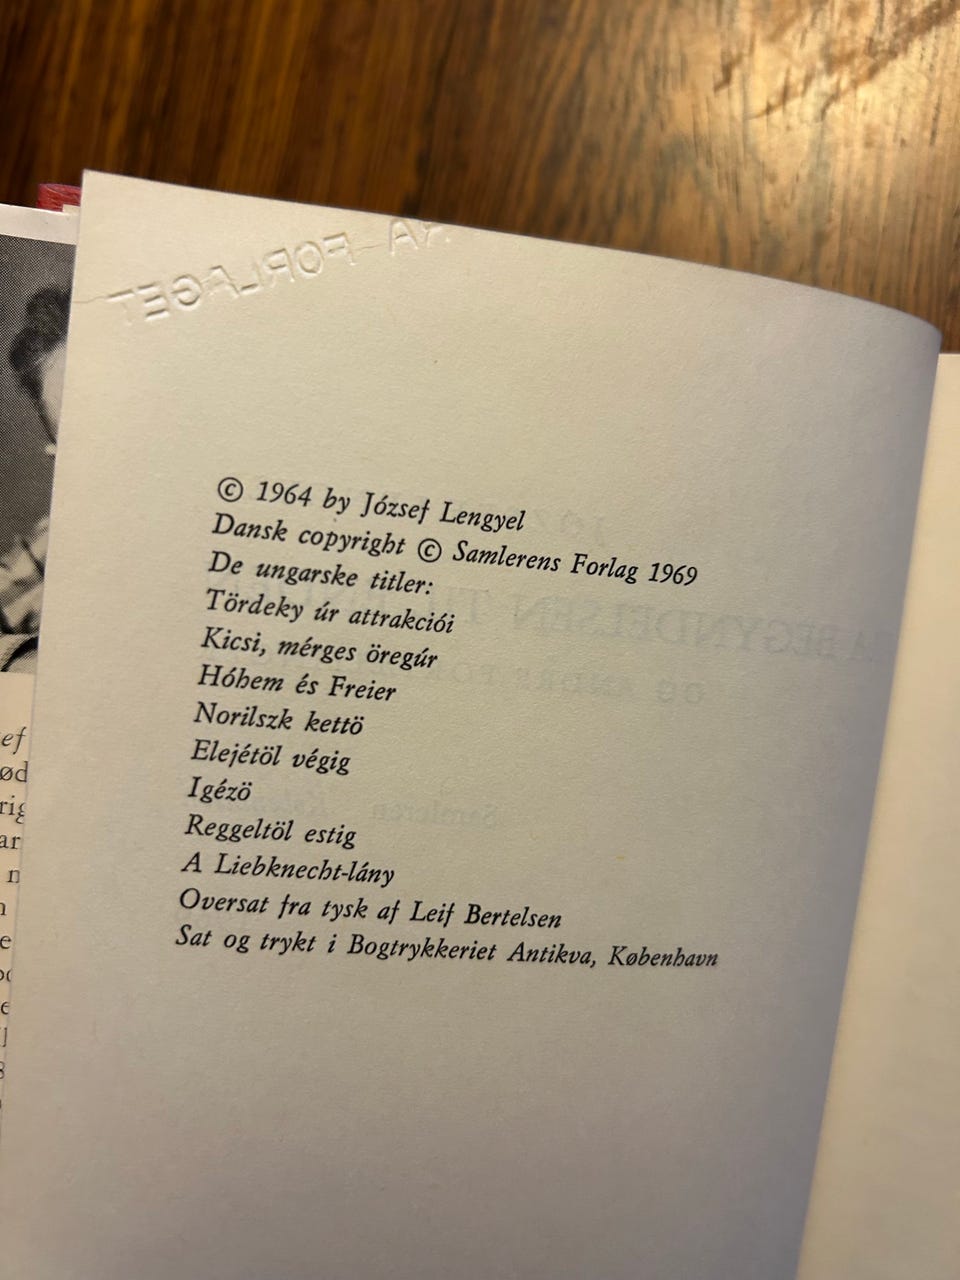 RA FORLAGET
© 1964 by József Lengyel
Dansk copyright © Samlerens Forlag 1969
De ungarske titler:
Tördeky úr attrakciói
Kicsi, mérges öregúr
Hóhem és Freier
Norilszk kettö
Elejétöl végig
Igézö
Reggeltöl estig
A Liebknecht-lány
Oversat fra tysk af Leif Bertelsen
Sat og trykt i Bogtrykkeriet Antikva, København